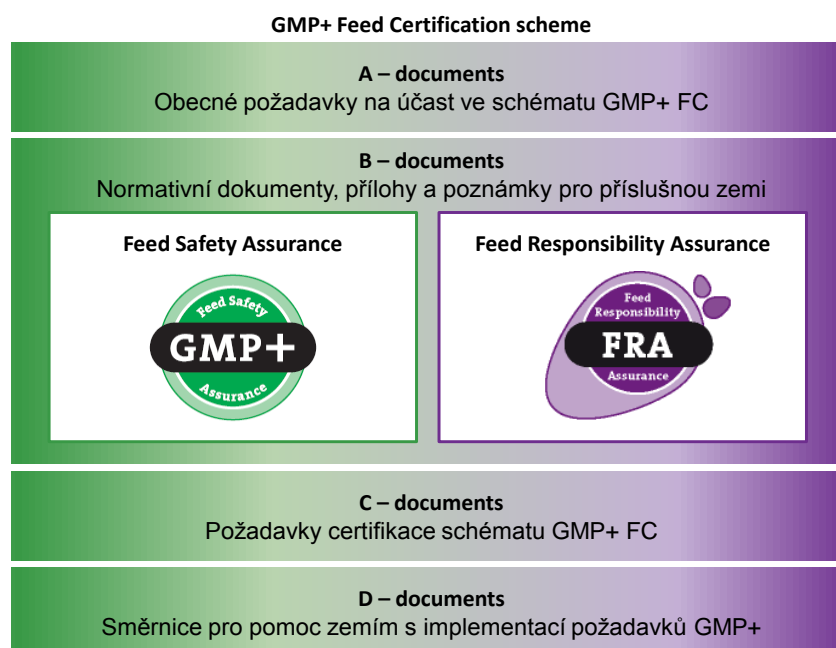 GMP+ Feed Certification scheme
A – documents
Obecné požadavky na účast ve schématu GMP+ FC
B – documents
Normativní dokumenty, přílohy a poznámky pro příslušnou zemi
Feed Safety Assurance
Feed Safety
GMP+
Assurance
Feed Responsibility Assurance
Feed
Responsibility
FRA
Assurance
C – documents
Požadavky certifikace schématu GMP+ FC
D – documents
Směrnice pro pomoc zemím s implementací požadavků GMP+